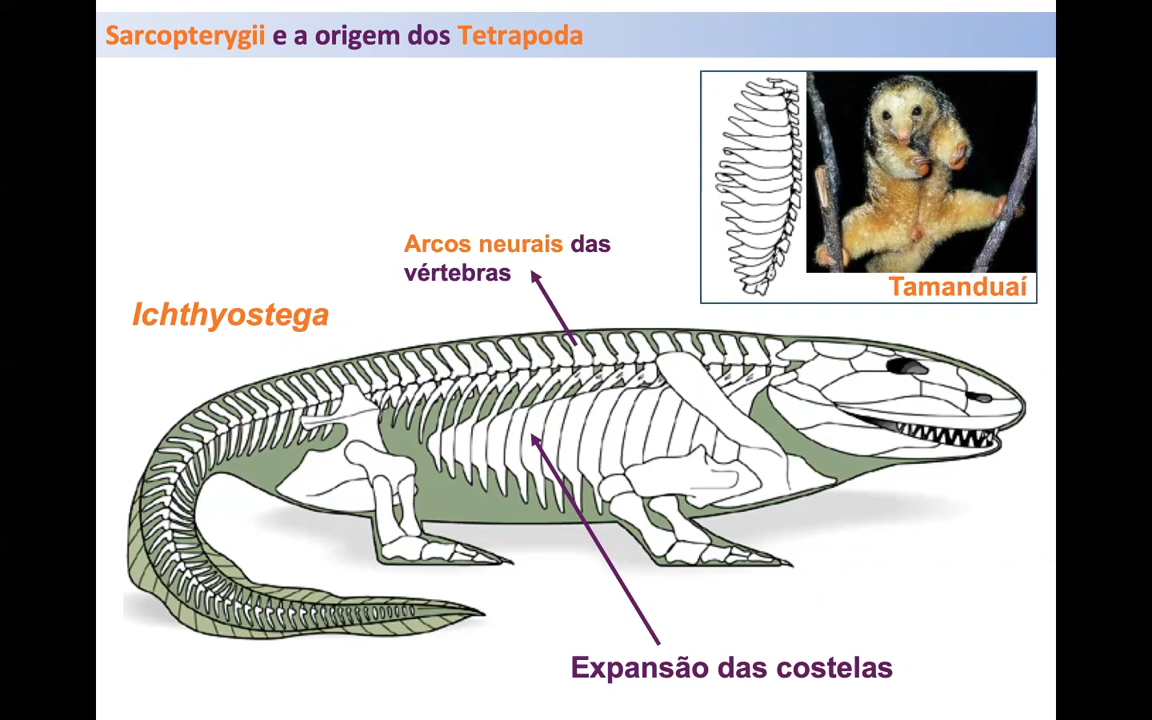 Sarcopterygii e a origem dos Tetrapoda
Tamanduaí
Arcos neurais das
vértebras
Ichthyostega
Expansão das costelas